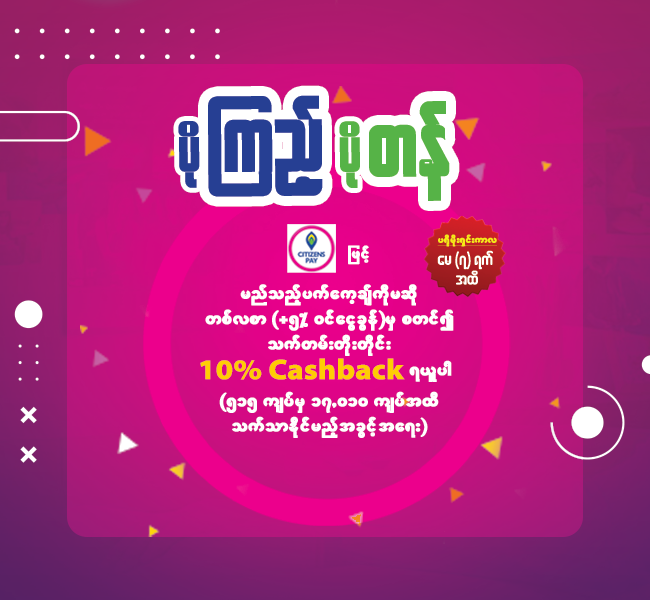 ပိုကြည့်ပိုတန်
CITIZENS
PAY
ဖြင့်
ပရိုမိုးရှင်းကာလ
မေ (၇) ရက်
အထိ
မည်သည့်ပက်ကေ့ချ်ကိုမဆို
တစ်လစာ (+၅% ဝင်ငွေခွန်)မှ စတင်၍
သက်တမ်းတိုးတိုင်း
10% Cashback ရယူပါ
(၅၁၅ ကျပ်မှ ၁၇,၀၁၀ ကျပ်အထိ
သက်သာနိုင်မည့်အခွင့်အရေး)